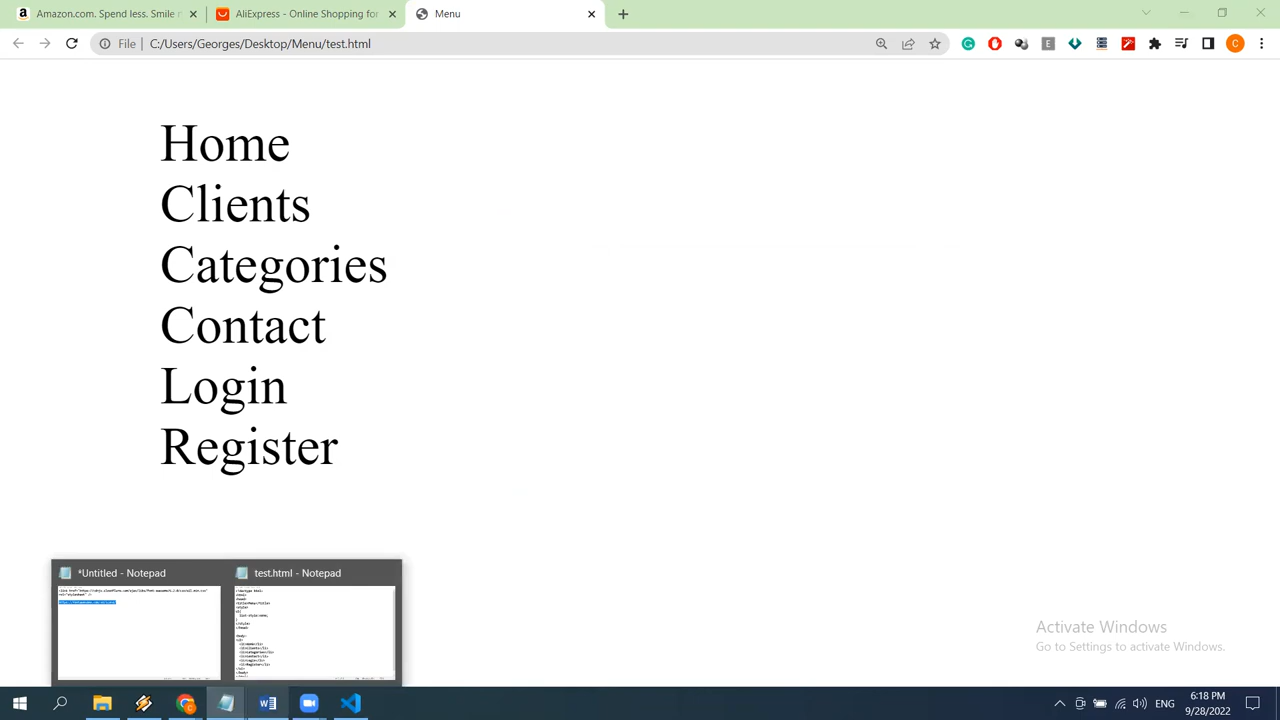 Amazon.com. Spend less. Smile m
AliExpress - Online Shopping for
Menu
File | C:/Users/Georges/Desktop/Menu/test.html
Home
Clients
Categories
Contact
Login
Register
*Untitled - Notepad
test.html - Notepad
Activate Windows
Go to Settings to activate Windows.
ENG
6:18 PM
9/28/2022